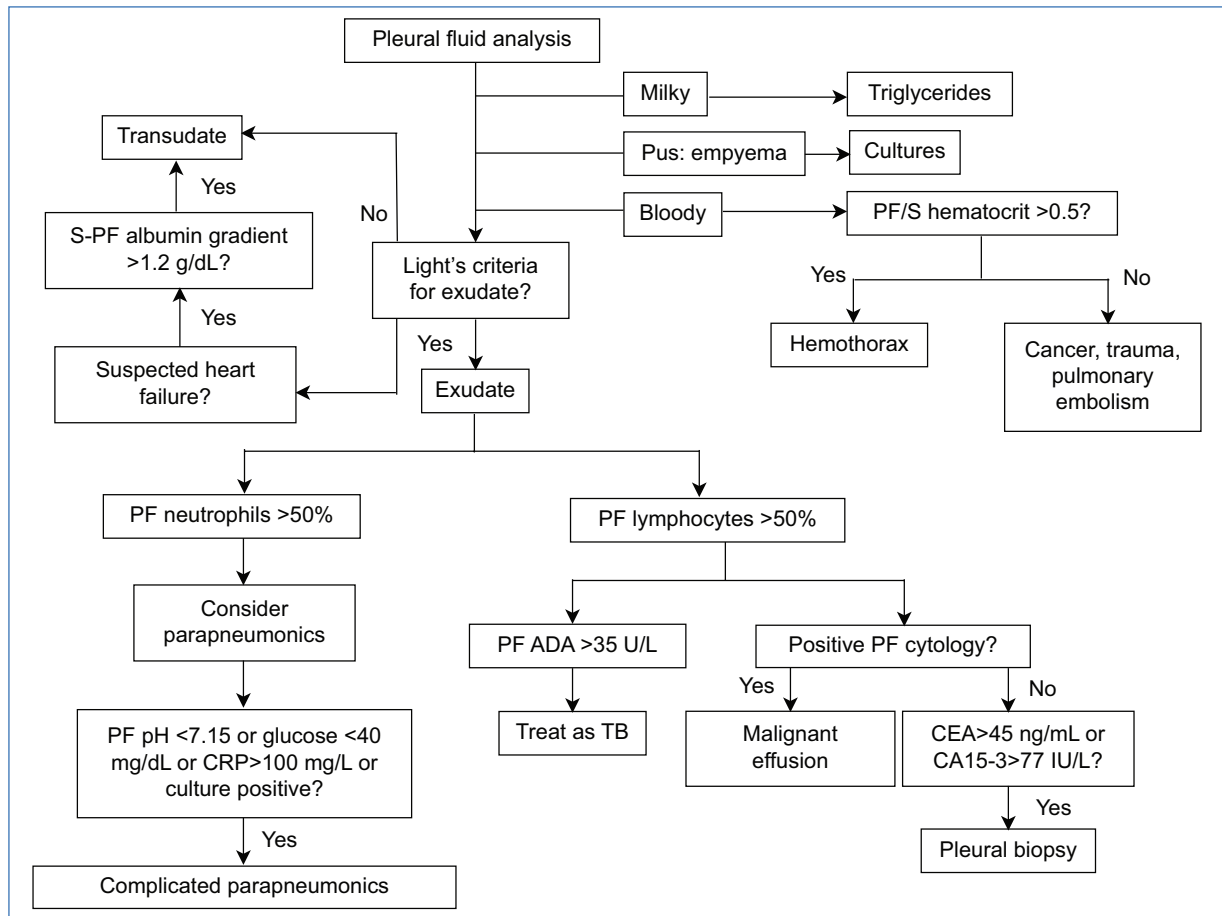 Pleural fluid analysis
Milky
Triglycerides
Transudate
Pus: empyema
Cultures
Yes
Bloody
PF/S hematocrit >0.5?
No
S-PF albumin gradient
>1.2 g/dL?
Light's criteria
for exudate?
Yes
No
Yes
Yes
Hemothorax
Cancer, trauma,
pulmonary
embolism
Suspected heart
failure?
Exudate
PF neutrophils >50%
PF lymphocytes >50%
Consider
parapneumonics
PF ADA >35 U/L
Positive PF cytology?
Yes
No
PF pH <7.15 or glucose <40
mg/dL or CRP>100 mg/L or
culture positive?
Treat as TB
Malignant
effusion
CEA>45 ng/mL or
CA15-3>77 IU/L?
Yes
Yes
Pleural biopsy
Complicated parapneumonics